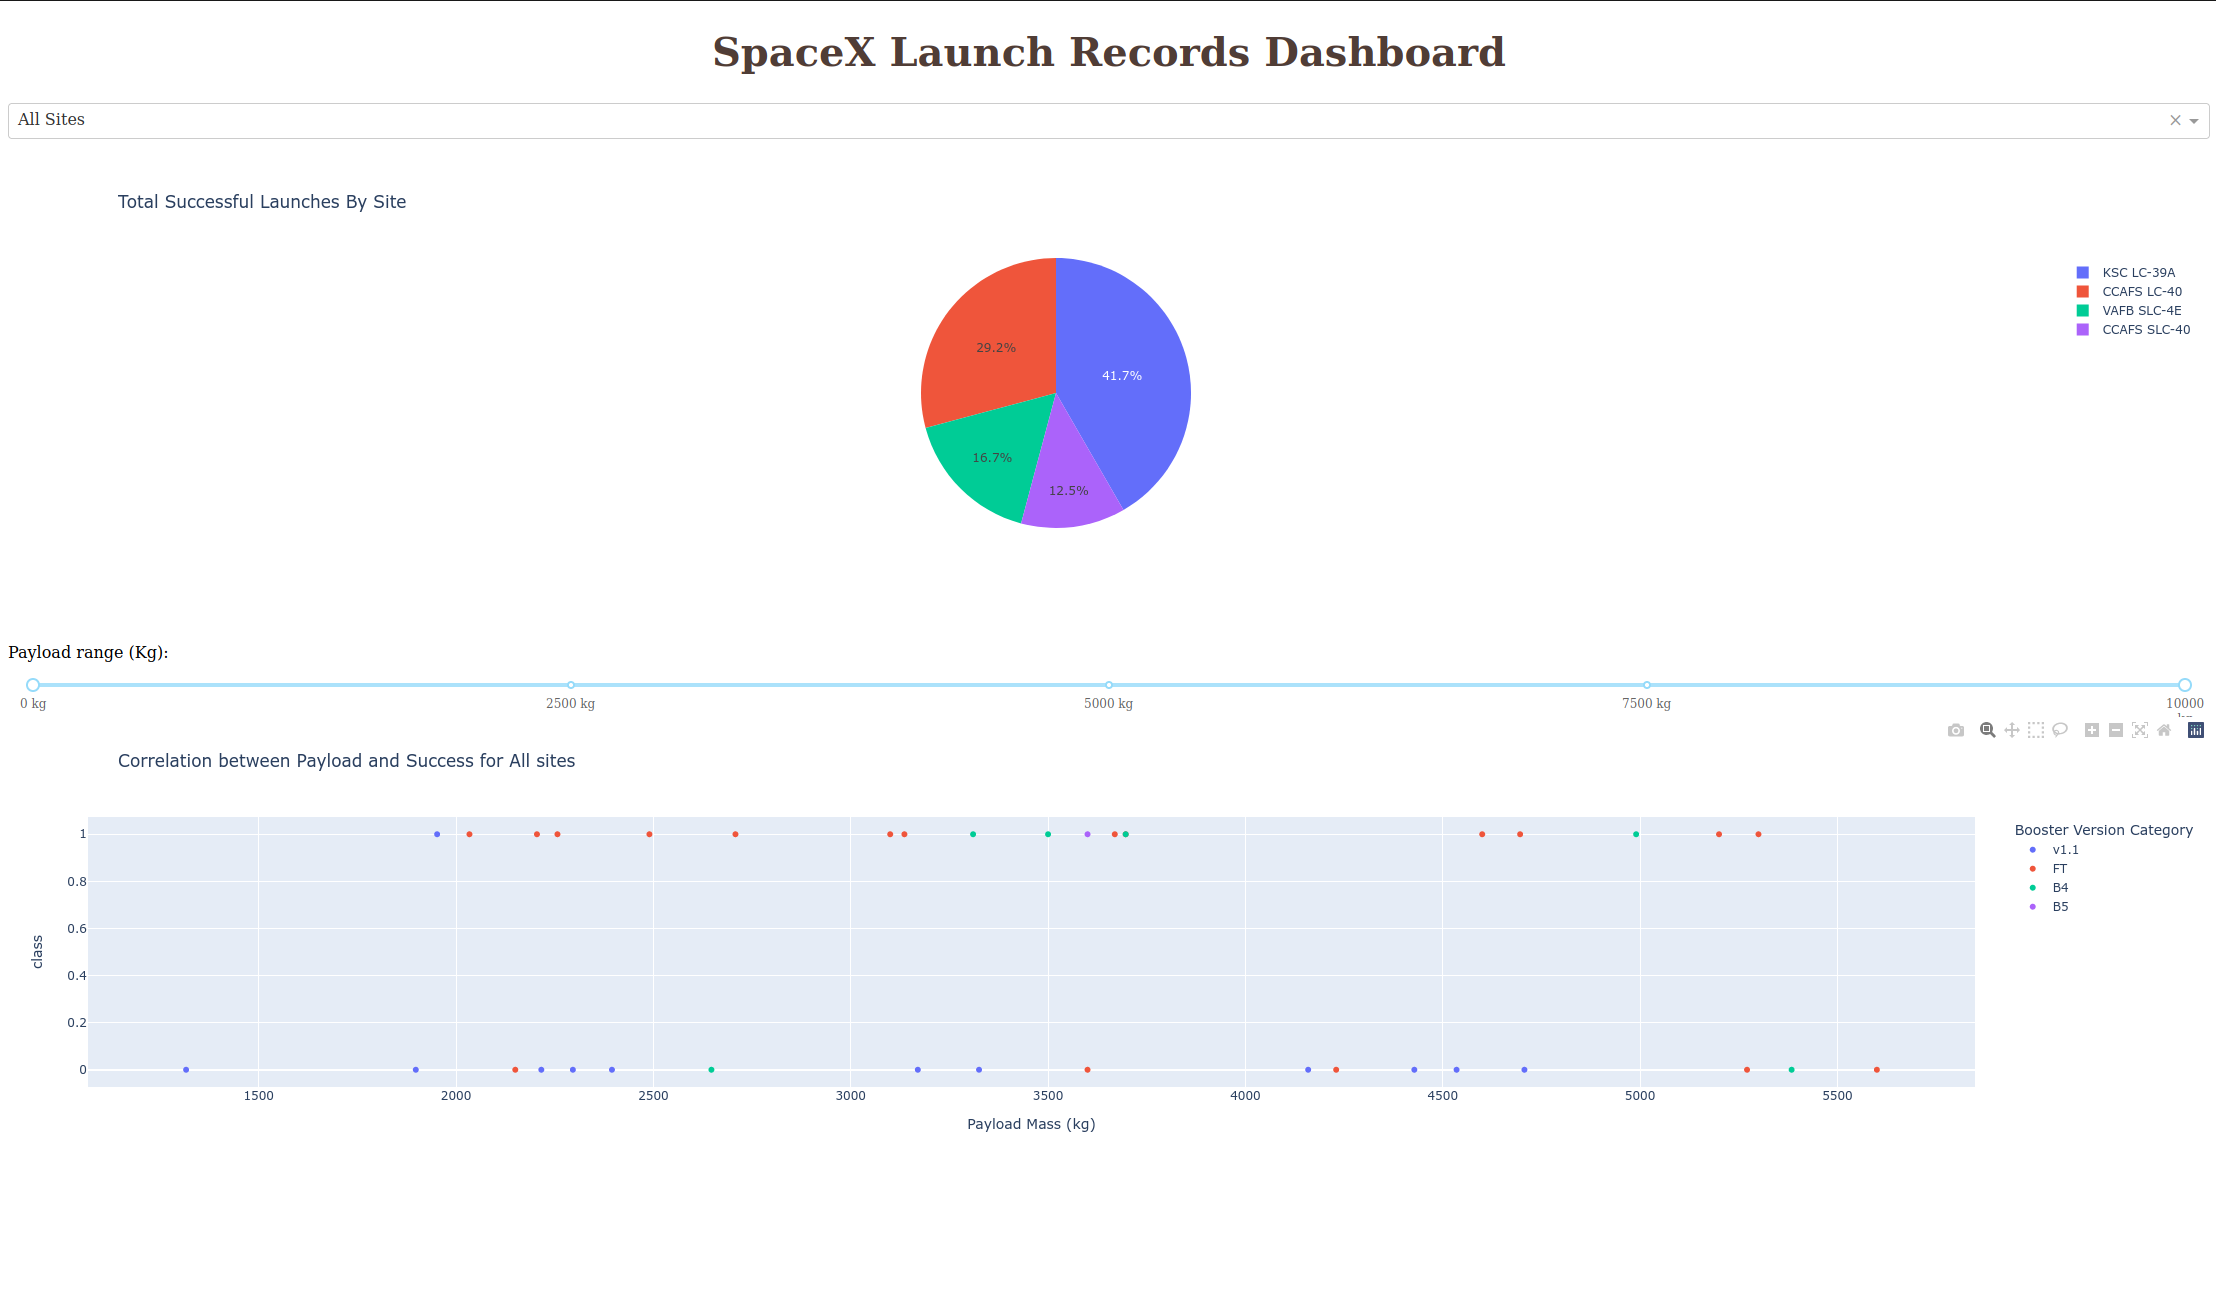 SpaceX Launch Records Dashboard
All Sites
Total Successful Launches By Site
KSC LC-39A
CCAFS LC-40
VAFB SLC-4E
CCAFS SLC-40
29.2%
41.7%
16.7%
12.5%
Payload range (Kg):
0 kg 2500 kg 5000 kg 7500 kg 10000
Correlation between Payload and Success for All sites
Booster Version Category
v1.1
FT
B4
B5
class
1
0.8
0.6
0.4
0.2
0
1500 2000 2500 3000 3500 4000 4500 5000 5500
Payload Mass (kg)